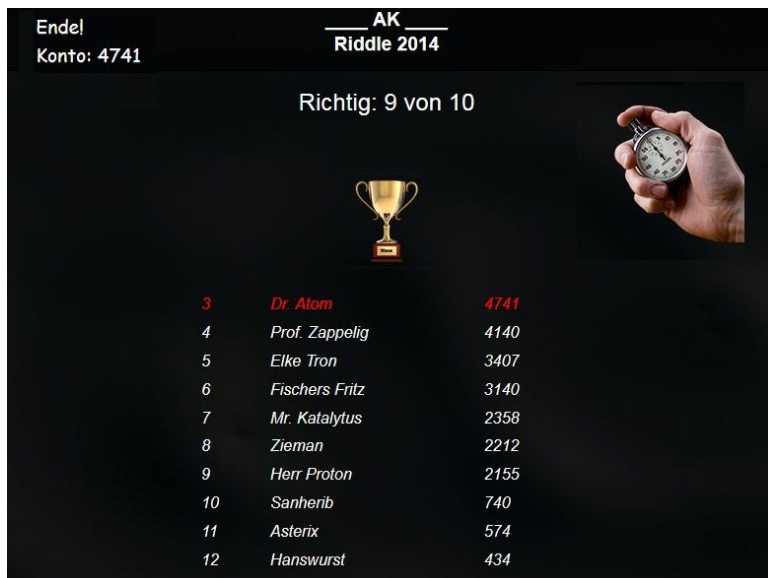 Ende!
Konto: 4741
____ AK ____
Riddle 2014
Richtig: 9 von 10
3 Dr. Atom 4741
4 Prof. Zappelig 4140
5 Elke Tron 3407
6 Fischers Fritz 3140
7 Mr. Katalytus 2358
8 Zieman 2212
9 Herr Proton 2155
10 Sanherib 740
11 Asterix 574
12 Hanswurst 434